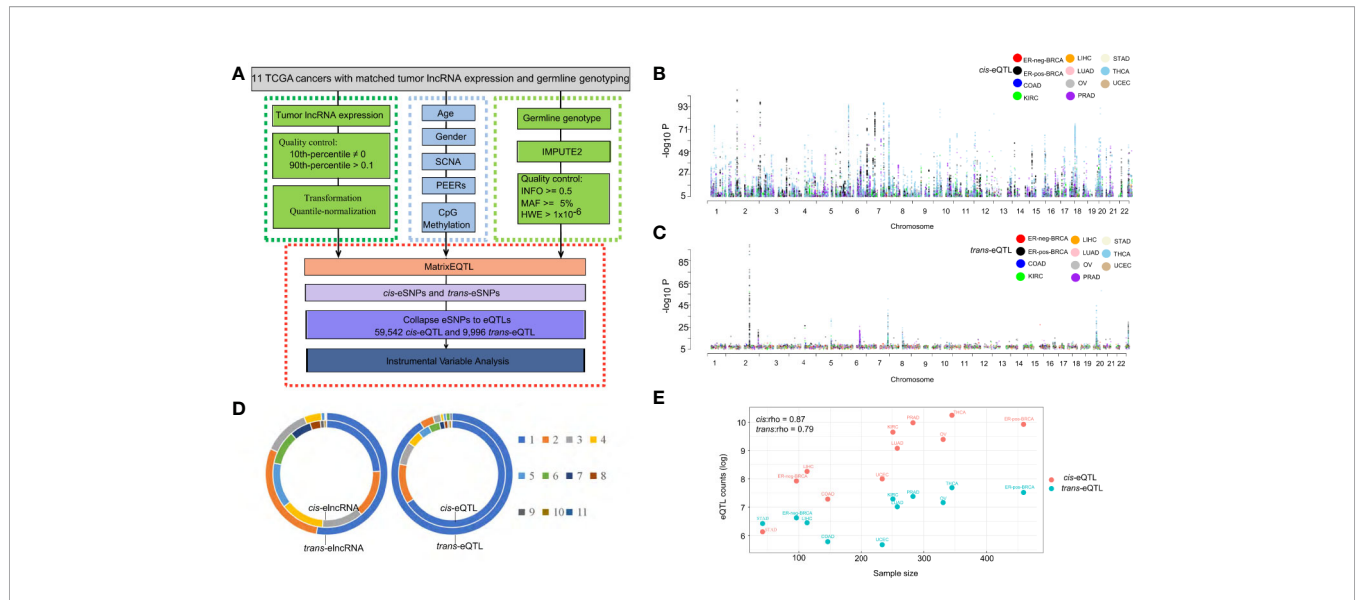 A
11 TCGA cancers with matched tumor lncRNA expression and germline genotyping
Tumor lncRNA expression
Quality control:
10th-percentile ≠ 0
90th-percentile > 0.1
Transformation
Quantile-normalization
Age
Gender
SCNA
PEERs
CpG
Methylation
Germline genotype
IMPUTE2
Quality control:
INFO >= 0.5
MAF >= 5%
HWE > 1x10-6
MatrixEQTL
cis-eSNPs and trans-eSNPs
Collapse eSNPs to eQTLs
59,542 cis-eQTL and 9,996 trans-eQTL
Instrumental Variable Analysis
B
cis-eQTL
ER-neg-BRCA
ER-pos-BRCA
COAD
KIRC
LIHC
LUAD
OV
PRAD
STAD
THCA
UCEC
-log10 P
93
71
49
27
5
1 2 3 4 5 6 7 8 9 10 11 12 13 14 15 16 17 18 19 20 21 22
Chromosome
C
trans-eQTL
ER-neg-BRCA
ER-pos-BRCA
COAD
KIRC
LIHC
LUAD
OV
PRAD
STAD
THCA
UCEC
-log10 P
85
65
45
25
5
1 2 3 4 5 6 7 8 9 10 11 12 13 14 15 16 17 18 19 20 21 22
Chromosome
D
cis-elncRNA
trans-elncRNA
cis-eQTL
trans-eQTL
1 2 3 4
5 6 7 8
9 10 11
E
cis:rho = 0.87
trans:rho = 0.79
eQTL counts (log)
10
9
8
7
6
THCA
ER-pos-BRCA
PRAD
KIRC
OV
LUAD
LIHC
UCEC
ER-neg-BRCA
COAD
THCA
ER-pos-BRCA
PRAD
KIRC
OV
ER-neg-BRCA
LIHC
COAD
UCEC
100 200 300 400
Sample size
cis-eQTL
trans-eQTL